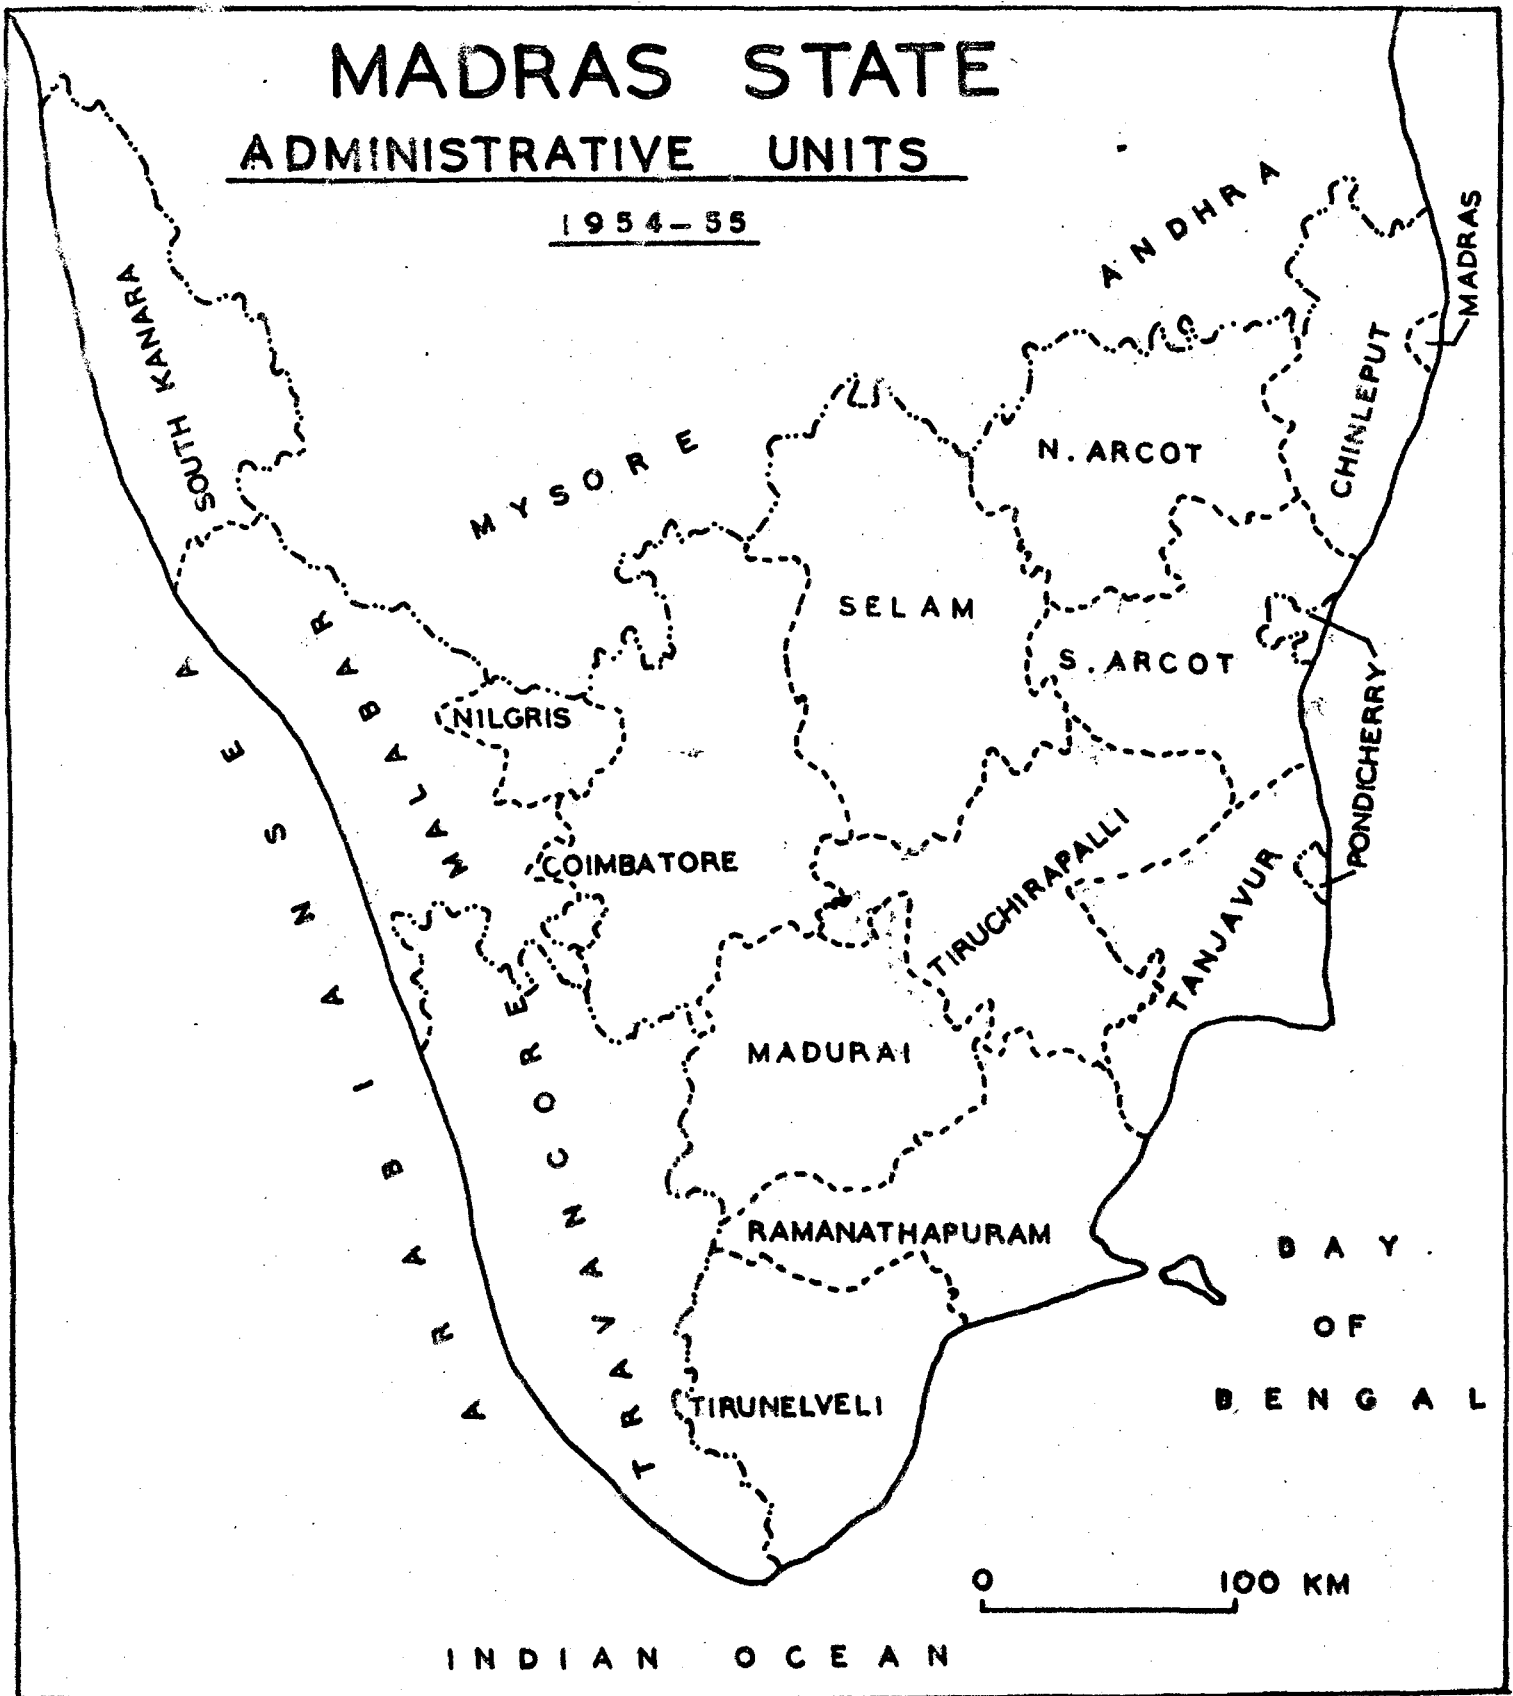 MADRAS STATE
ADMINISTRATIVE UNITS
1954-55
ANDHRA
MADRAS
SOUTH KANARA
CHINLEPUT
MYSORE
N. ARCOT
SELAM
S. ARCOT
MALABAR
NILGRIS
PONDICHERRY
COIMBATORE
TIRUCHIRAPALLI
TANJAVUR
ARABIAN SEA
TRAVANCORE
MADURAI
RAMANATHAPURAM
BAY
OF
BENGAL
TIRUNELVELI
0 100 KM
INDIAN OCEAN